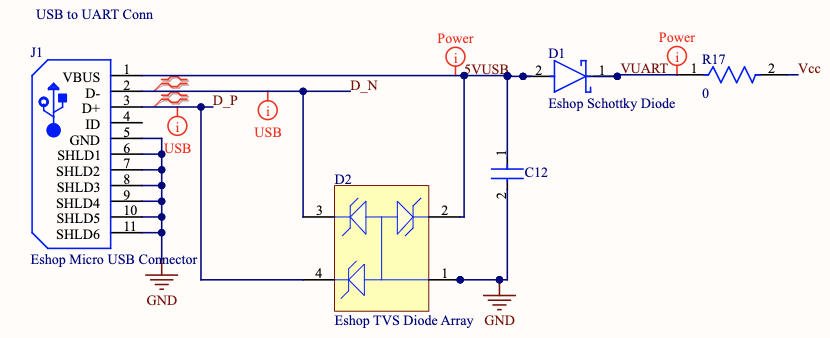 USB to UART Conn
J1
VBUS 1
D- 2
D+ 3
ID 4
GND 5
SHLD1 6
SHLD2 7
SHLD3 8
SHLD4 9
SHLD5 10
SHLD6 11
Eshop Micro USB Connector
GND
D_P
D_N
i
USB
i
USB
Power
i
5VUSB
D1
2
1
Eshop Schottky Diode
VUART
Power
i
R17
1
2
0
Vcc
1
C12
2
D2
3
2
4
1
Eshop TVS Diode Array
GND